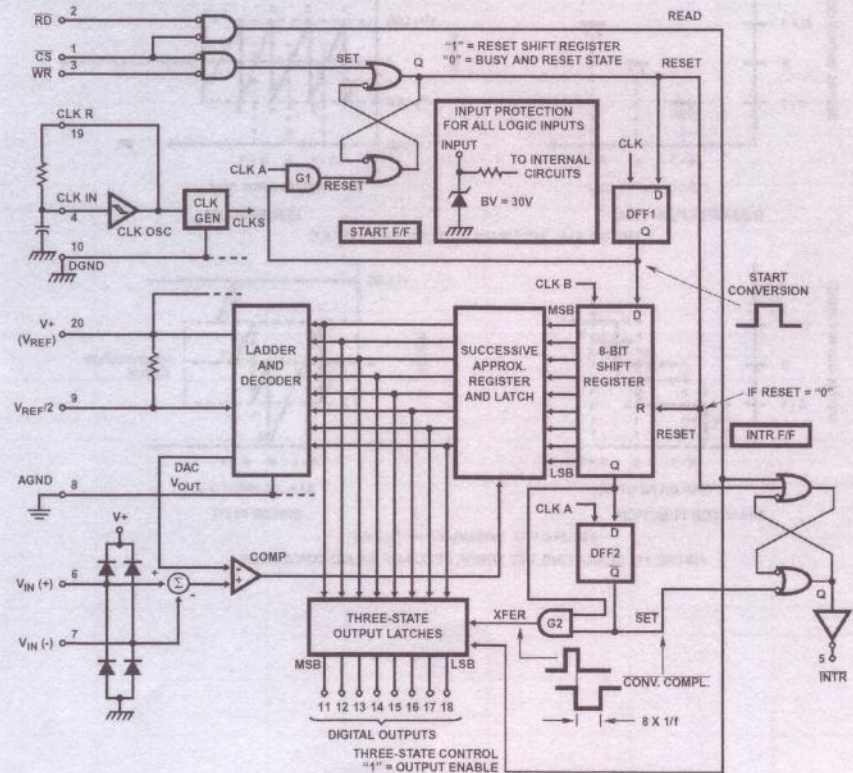 RD
2
READ
CS
1
WR
3
SET
Q
"1" = RESET SHIFT REGISTER
"0" = BUSY AND RESET STATE
RESET
CLK R
19
CLK A
G1
RESET
INPUT PROTECTION
FOR ALL LOGIC INPUTS
INPUT
TO INTERNAL
CIRCUITS
BV = 30V
CLK
D
DFF1
Q
CLK IN
4
CLK OSC
CLK
GEN
CLKS
START F/F
10
DGND
START
CONVERSION
CLK B
MSB
D
V+
(VREF)
20
LADDER
AND
DECODER
SUCCESSIVE
APPROX.
REGISTER
AND LATCH
8-BIT
SHIFT
REGISTER
R
IF RESET = "0"
RESET
INTR F/F
VREF/2
9
LSB
Q
AGND
8
DAC
VOUT
CLK A
D
DFF2
Q
V+
COMP
+
-
-
+
Σ
VIN (+)
6
VIN (-)
7
THREE-STATE
OUTPUT LATCHES
XFER
G2
SET
Q
MSB
LSB
CONV. COMPL.
5
INTR
11 12 13 14 15 16 17 18
8 X 1/f
DIGITAL OUTPUTS
THREE-STATE CONTROL
"1" = OUTPUT ENABLE